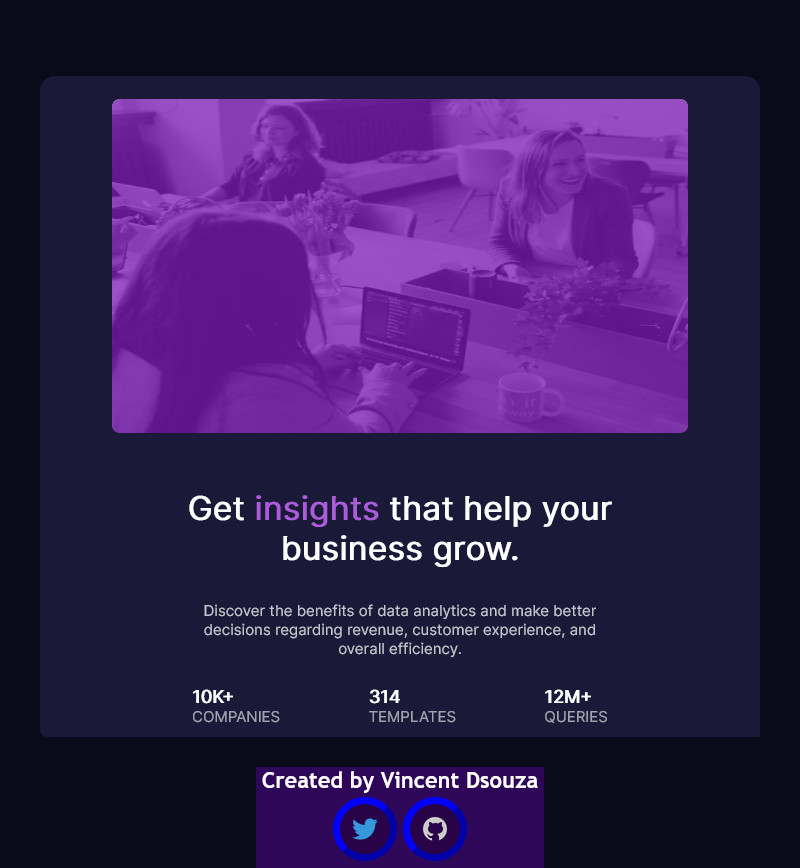 Get insights that help your
business grow.
Discover the benefits of data analytics and make better
decisions regarding revenue, customer experience, and
overall efficiency.
10K+ 314 12M+
COMPANIES TEMPLATES QUERIES
Created by Vincent Dsouza